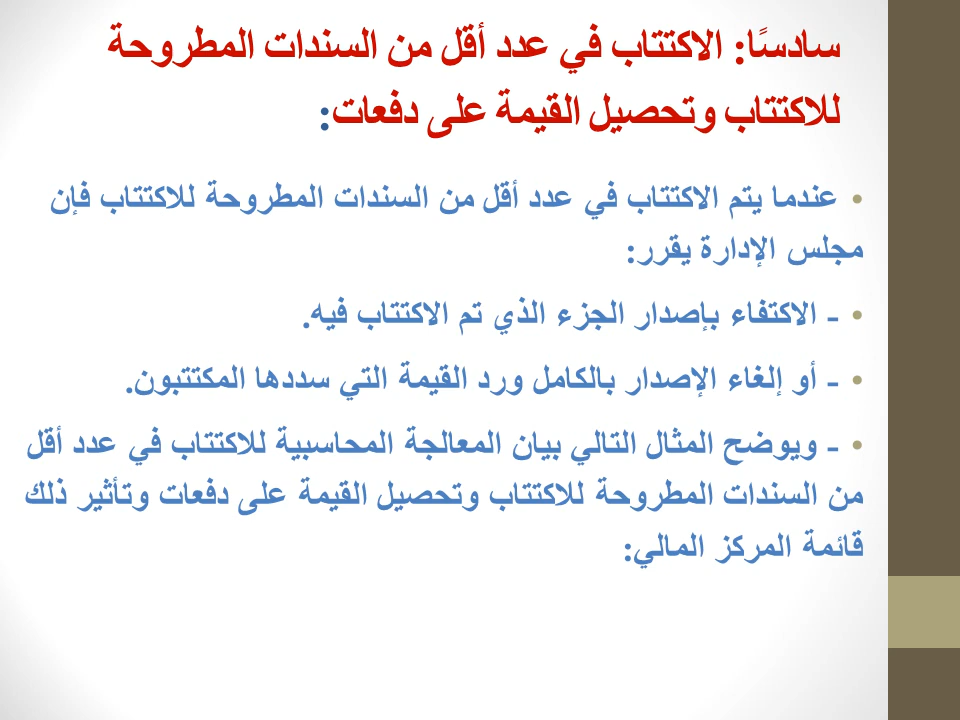 سادسًا: الاكتتاب في عدد أقل من السندات المطروحة
للاكتتاب وتحصيل القيمة على دفعات:
• عندما يتم الاكتتاب في عدد أقل من السندات المطروحة للاكتتاب فإن
مجلس الإدارة يقرر:
• - الاكتفاء بإصدار الجزء الذي تم الاكتتاب فيه.
• - أو إلغاء الإصدار بالكامل ورد القيمة التي سددها المكتتبون.
• - ويوضح المثال التالي بيان المعالجة المحاسبية للاكتتاب في عدد أقل
من السندات المطروحة للاكتتاب وتحصيل القيمة على دفعات وتأثير ذلك
قائمة المركز المالي: